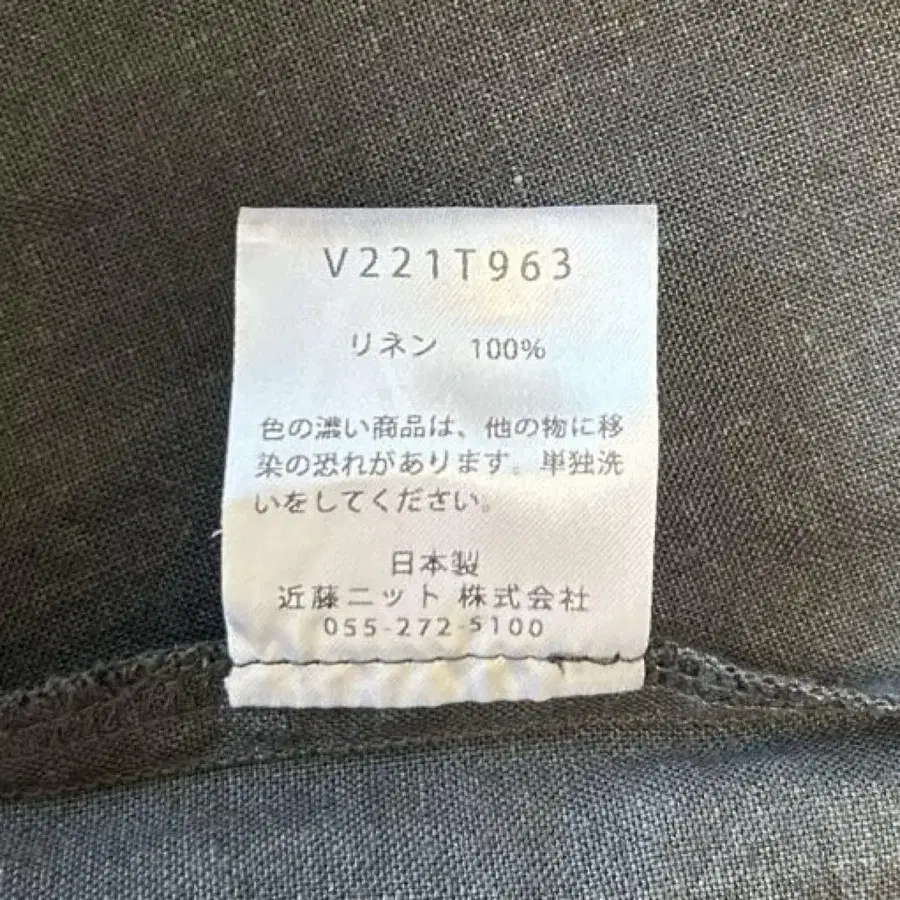 V221T963
リネン 100%
色の濃い商品は、他の物に移
染の恐れがあります。単独洗
いをしてください。
日本製
近藤ニット 株式会社
055-272-5100